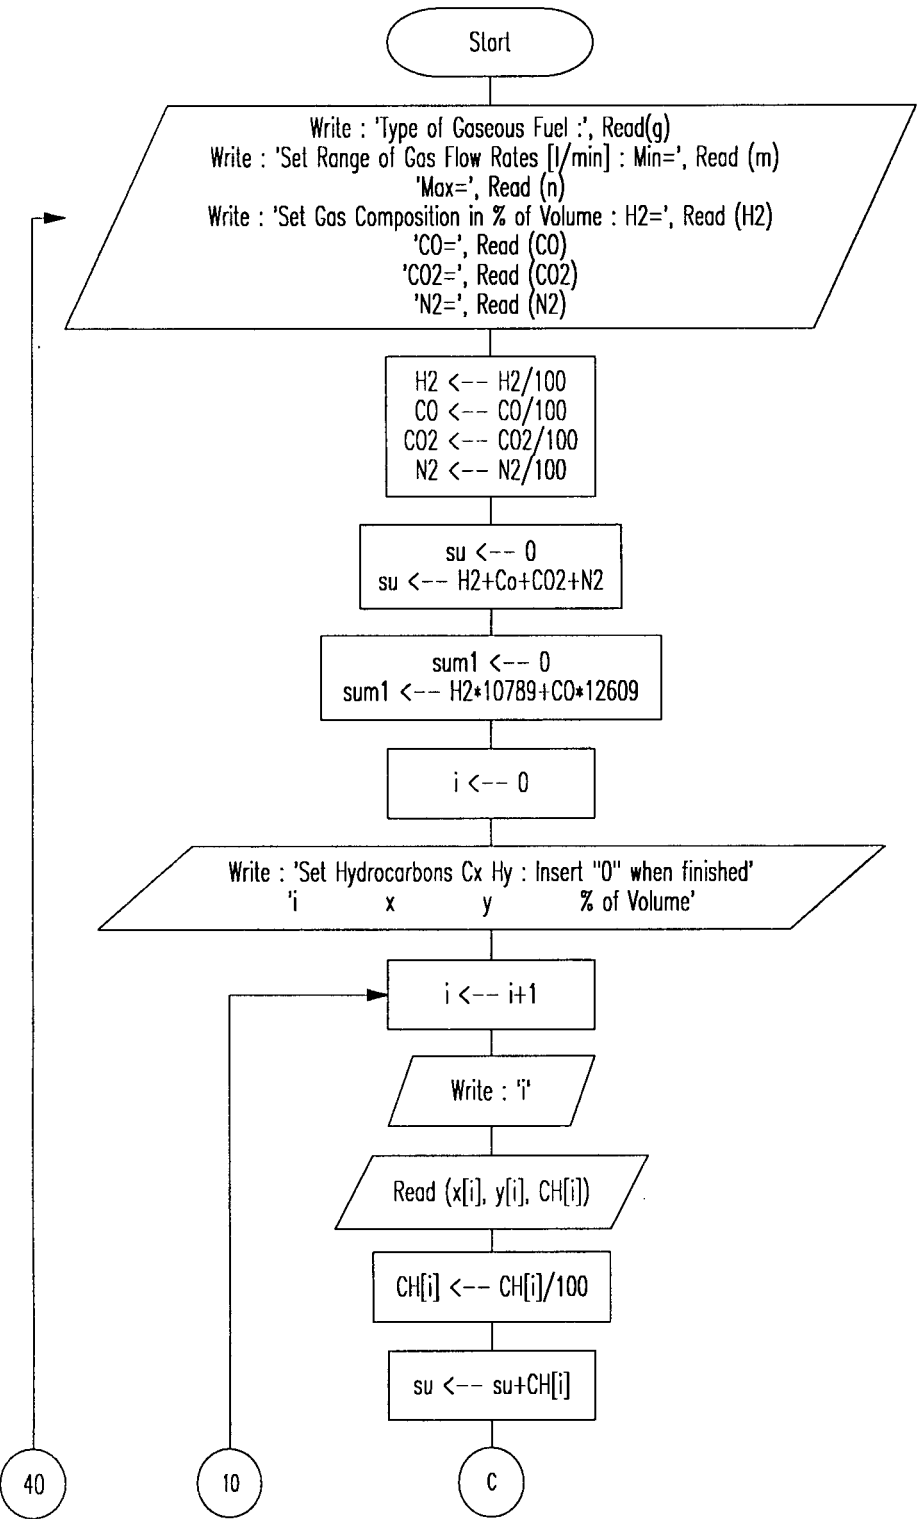 Start
Write : 'Type of Gaseous Fuel :', Read(g)
Write : 'Set Range of Gas Flow Rates [l/min] : Min=', Read (m)
'Max=', Read (n)
Write : 'Set Gas Composition in % of Volume : H2=', Read (H2)
'CO=', Read (CO)
'CO2=', Read (CO2)
'N2=', Read (N2)
H2 <-- H2/100
CO <-- CO/100
CO2 <-- CO2/100
N2 <-- N2/100
su <-- 0
su <-- H2+Co+CO2+N2
sum1 <-- 0
sum1 <-- H2*10789+CO*12609
i <-- 0
Write : 'Set Hydrocarbons Cx Hy : Insert "0" when finished'
'i x y % of Volume'
i <-- i+1
Write : 'i'
Read (x[i], y[i], CH[i])
CH[i] <-- CH[i]/100
su <-- su+CH[i]
40 10 C